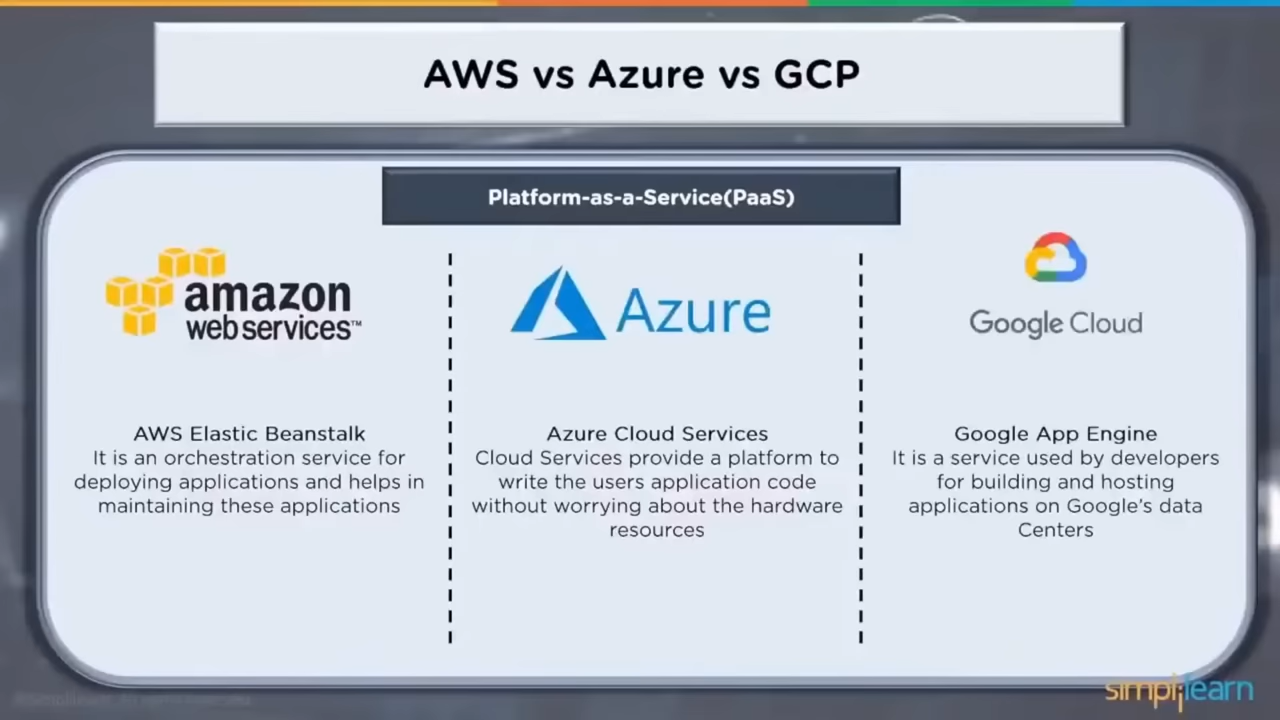 AWS vs Azure vs GCP
Platform-as-a-Service(PaaS)
amazon
web services™
AWS Elastic Beanstalk
It is an orchestration service for
deploying applications and helps in
maintaining these applications
Azure
Azure Cloud Services
Cloud Services provide a platform to
write the users application code
without worrying about the hardware
resources
Google Cloud
Google App Engine
It is a service used by developers
for building and hosting
applications on Google's data
Centers
simplilearn